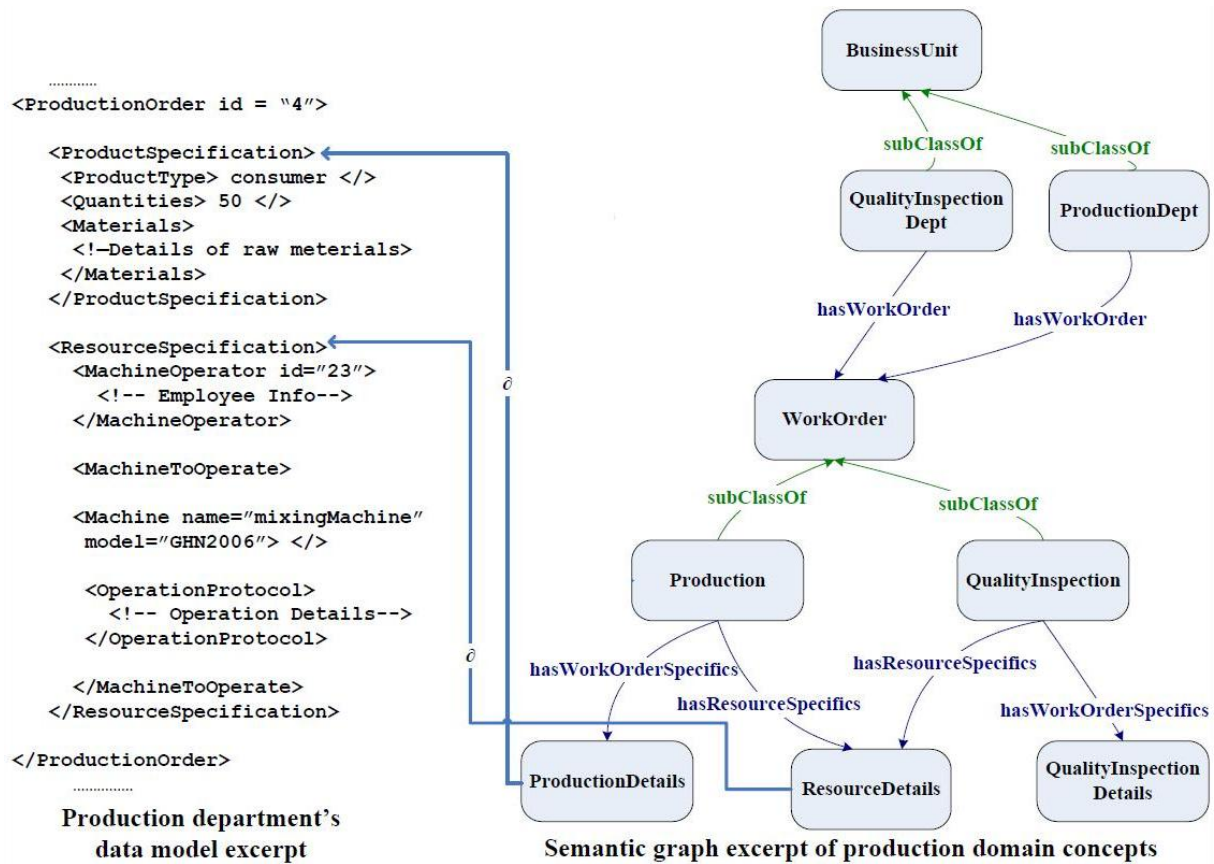 ............
<ProductionOrder id = “4”>
<ProductSpecification>
<ProductType> consumer </>
<Quantities> 50 </>
<Materials>
<!—Details of raw meterials>
</Materials>
</ProductSpecification>
<ResourceSpecification>
<MachineOperator id=”23”>
<!-- Employee Info-->
</MachineOperator>
<MachineToOperate>
<Machine name=”mixingMachine”
model=”GHN2006”> </>
<OperationProtocol>
<!-- Operation Details-->
</OperationProtocol>
</MachineToOperate>
</ResourceSpecification>
</ProductionOrder>
...............
Production department’s
data model excerpt
∂
∂
BusinessUnit
subClassOf
subClassOf
QualityInspection
Dept
ProductionDept
hasWorkOrder
hasWorkOrder
WorkOrder
subClassOf
subClassOf
Production
QualityInspection
hasWorkOrderSpecifics
hasResourceSpecifics
hasResourceSpecifics
hasWorkOrderSpecifics
ProductionDetails
ResourceDetails
QualityInspection
Details
Semantic graph excerpt of production domain concepts